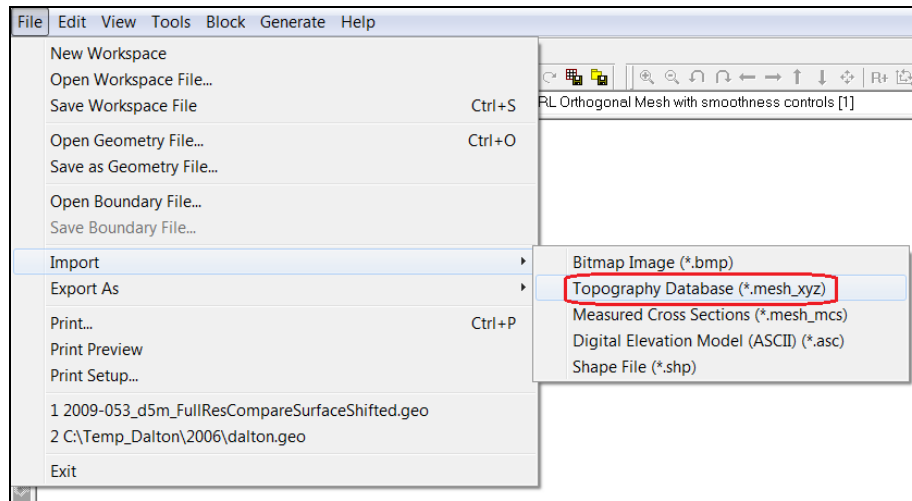 File Edit View Tools Block Generate Help
New Workspace
Open Workspace File...
Save Workspace File Ctrl+S
R+
RL Orthogonal Mesh with smoothness controls [1]
Open Geometry File... Ctrl+O
Save as Geometry File...
Open Boundary File...
Save Boundary File...
Import
Bitmap Image (*.bmp)
Export As
Topography Database (*.mesh_xyz)
Measured Cross Sections (*.mesh_mcs)
Print... Ctrl+P
Digital Elevation Model (ASCII) (*.asc)
Print Preview
Shape File (*.shp)
Print Setup...
1 2009-053_d5m_FullResCompareSurfaceShifted.geo
2 C:\Temp_Dalton\2006\dalton.geo
Exit